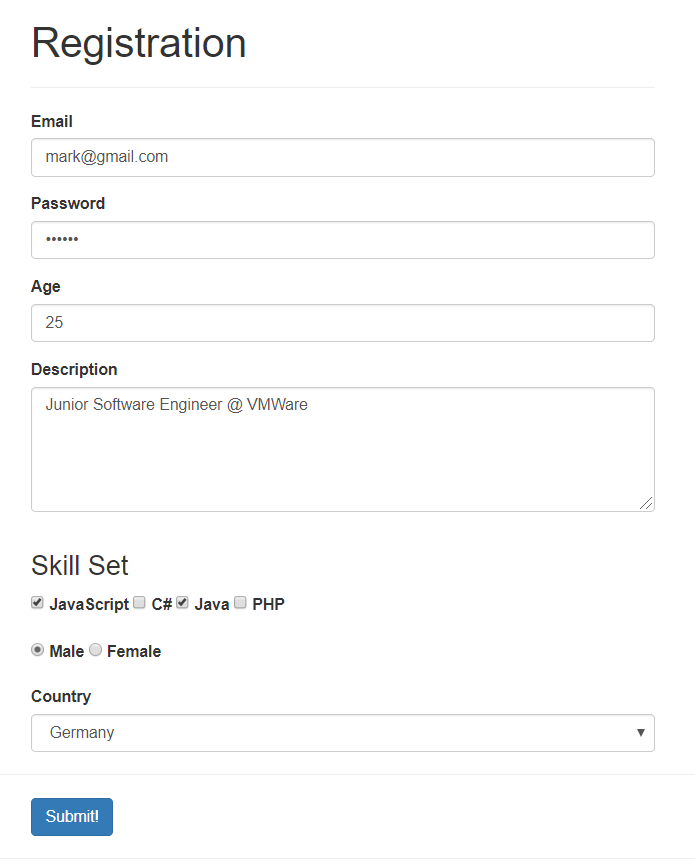 Registration
Email
mark@gmail.com
Password
••••••
Age
25
Description
Junior Software Engineer @ VMWare
Skill Set
JavaScript C# Java PHP
Male Female
Country
Germany
Submit!